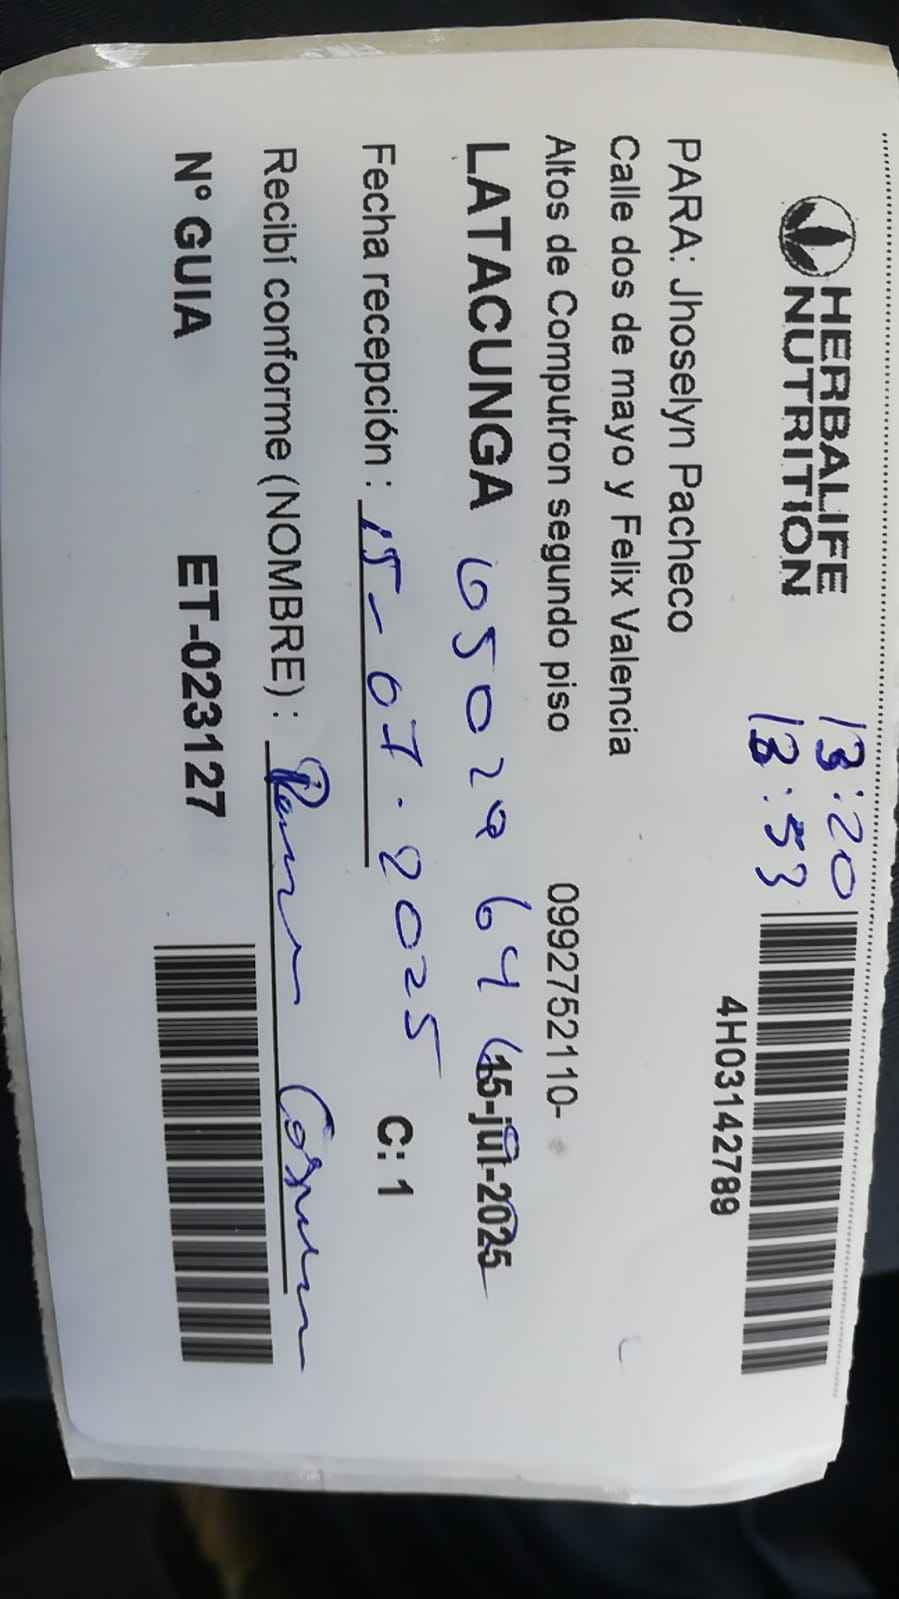 HERBALIFE
NUTRITION
13:20
13:53
4H03142789
PARA: Jhoselyn Pacheco
Calle dos de mayo y Felix Valencia
Altos de Computron segundo piso 0992752110-
LATACUNGA 15-jul-2025
Fecha recepción : 15-07-2025 C: 1
Recibí conforme (NOMBRE) :
N° GUIA ET-023127